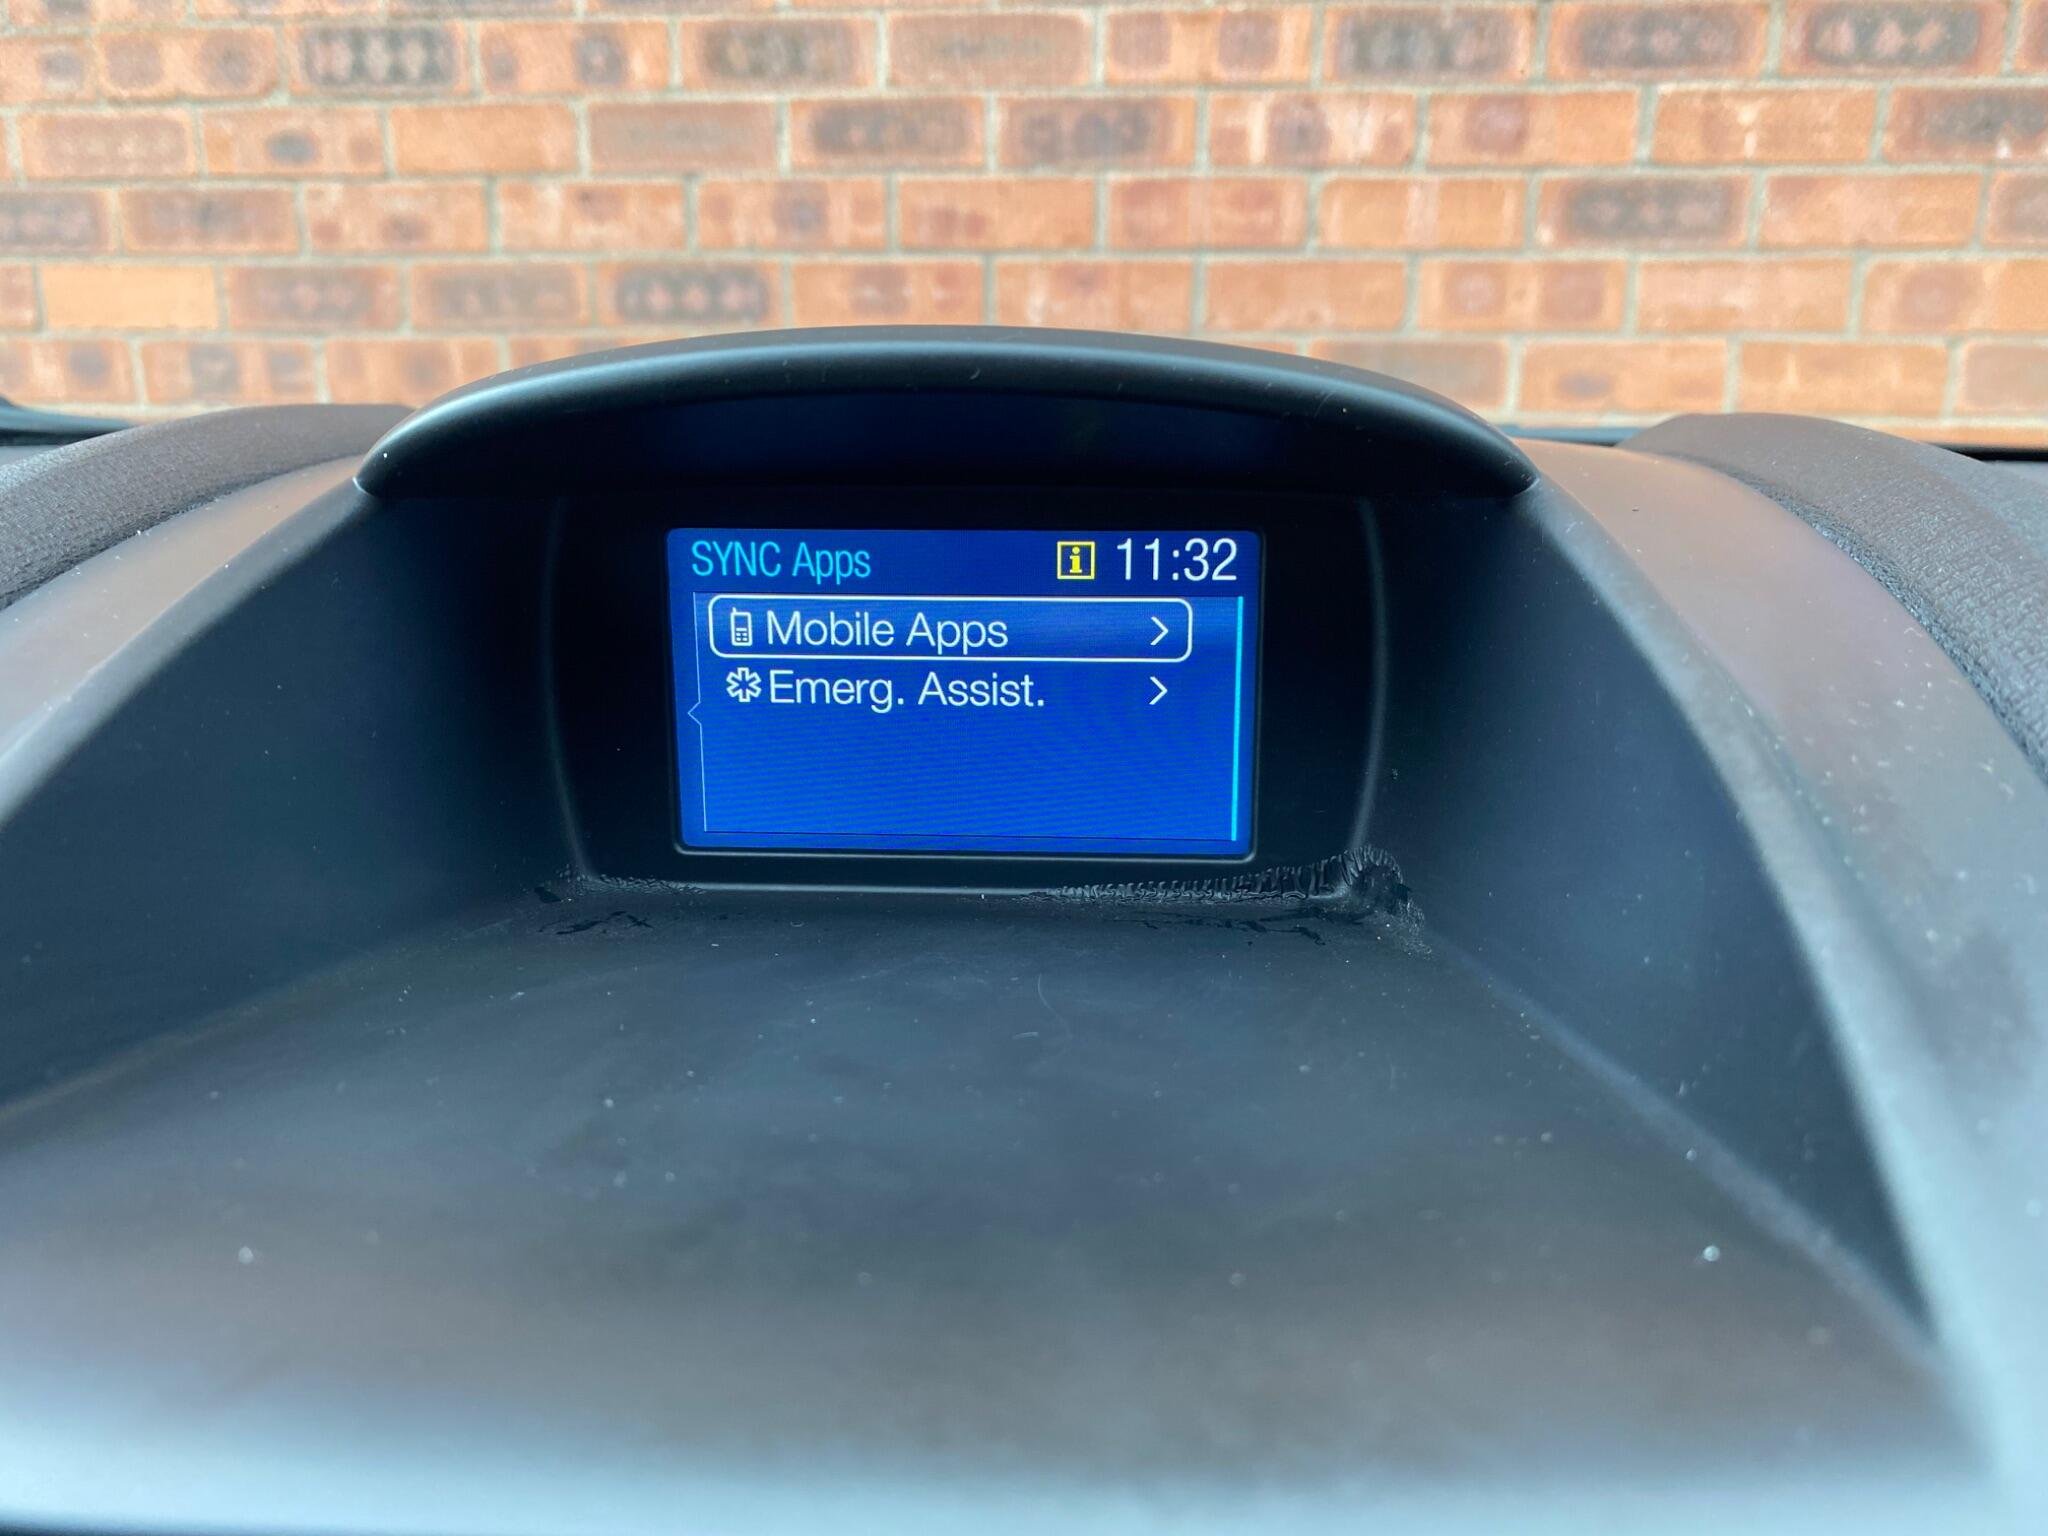 SYNC Apps i 11:32
Mobile Apps
Emerg. Assist.